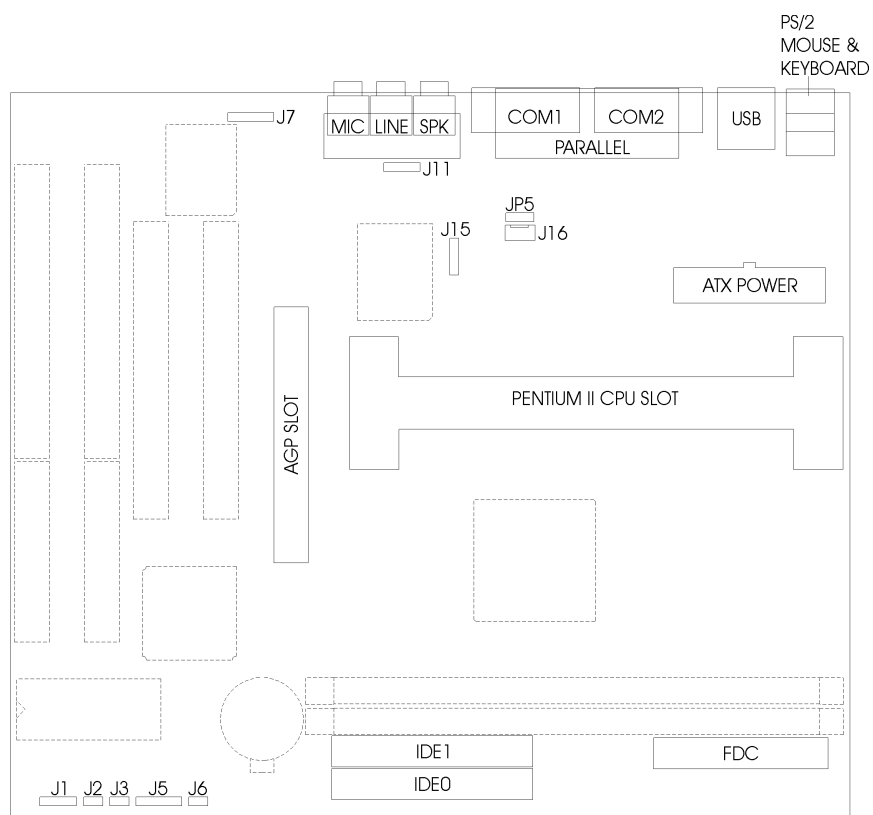 PS/2
MOUSE &
KEYBOARD
J7
MIC
LINE
SPK
COM1
COM2
USB
PARALLEL
J11
JP5
J15
J16
ATX POWER
PENTIUM II CPU SLOT
AGP SLOT
IDE1
FDC
IDE0
J1
J2
J3
J5
J6